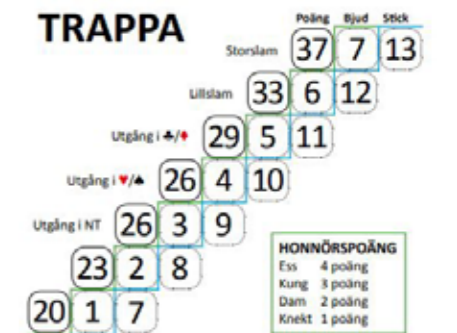 TRAPPA
Poäng Bjud Stick
Storslam 37 7 13
Lillslam 33 6 12
Utgång i ♣/♦ 29 5 11
Utgång i ♥/♠ 26 4 10
Utgång i NT 26 3 9
23 2 8
20 1 7
HONNÖRSPOÄNG
Ess 4 poäng
Kung 3 poäng
Dam 2 poäng
Knekt 1 poäng